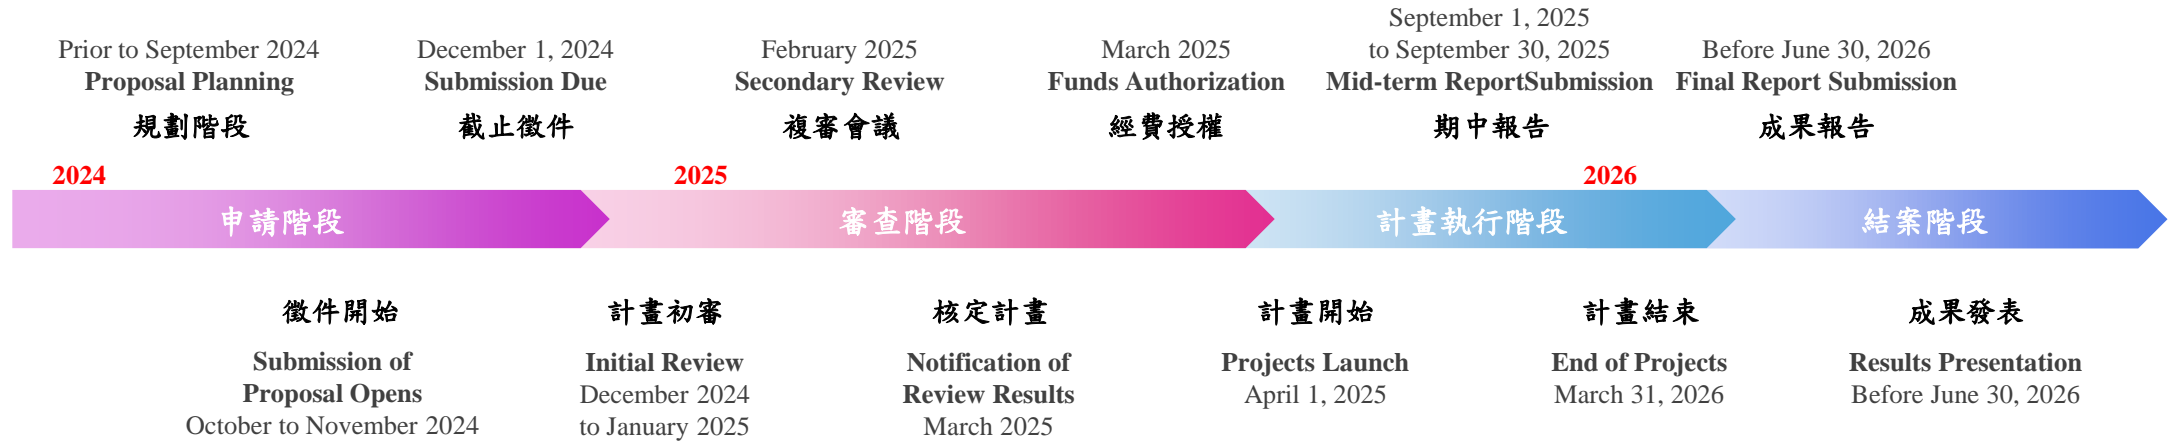 Prior to September 2024
Proposal Planning
規劃階段
December 1, 2024
Submission Due
截止徵件
February 2025
Secondary Review
複審會議
March 2025
Funds Authorization
經費授權
September 1, 2025
to September 30, 2025
Mid-term ReportSubmission
期中報告
Before June 30, 2026
Final Report Submission
成果報告
2024
2025
2026
申請階段
審查階段
計畫執行階段
結案階段
徵件開始
Submission of
Proposal Opens
October to November 2024
計畫初審
Initial Review
December 2024
to January 2025
核定計畫
Notification of
Review Results
March 2025
計畫開始
Projects Launch
April 1, 2025
計畫結束
End of Projects
March 31, 2026
成果發表
Results Presentation
Before June 30, 2026